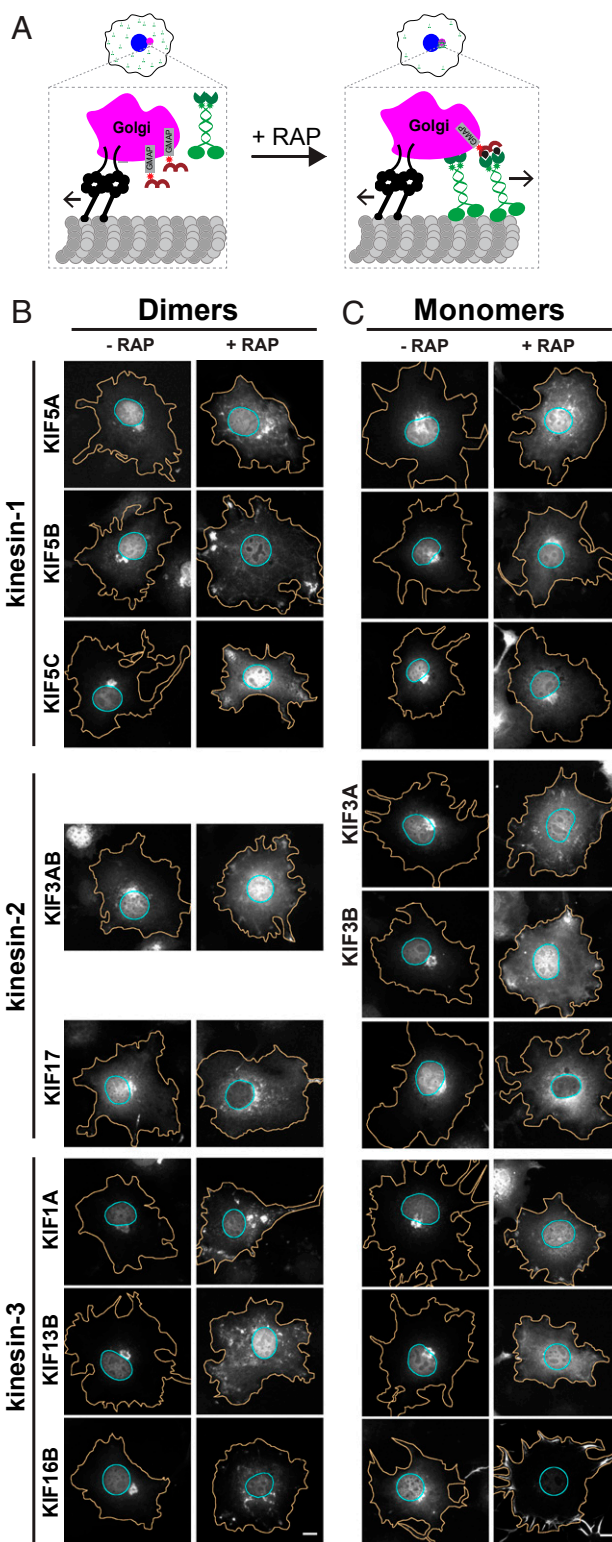 A
Golgi
GMAP
GMAP
+ RAP
Golgi
GMAP
B
Dimers
- RAP
+ RAP
C
Monomers
- RAP
+ RAP
kinesin-1
KIF5A
KIF5B
KIF5C
kinesin-2
KIF3AB
KIF3A
KIF3B
KIF17
kinesin-3
KIF1A
KIF13B
KIF16B